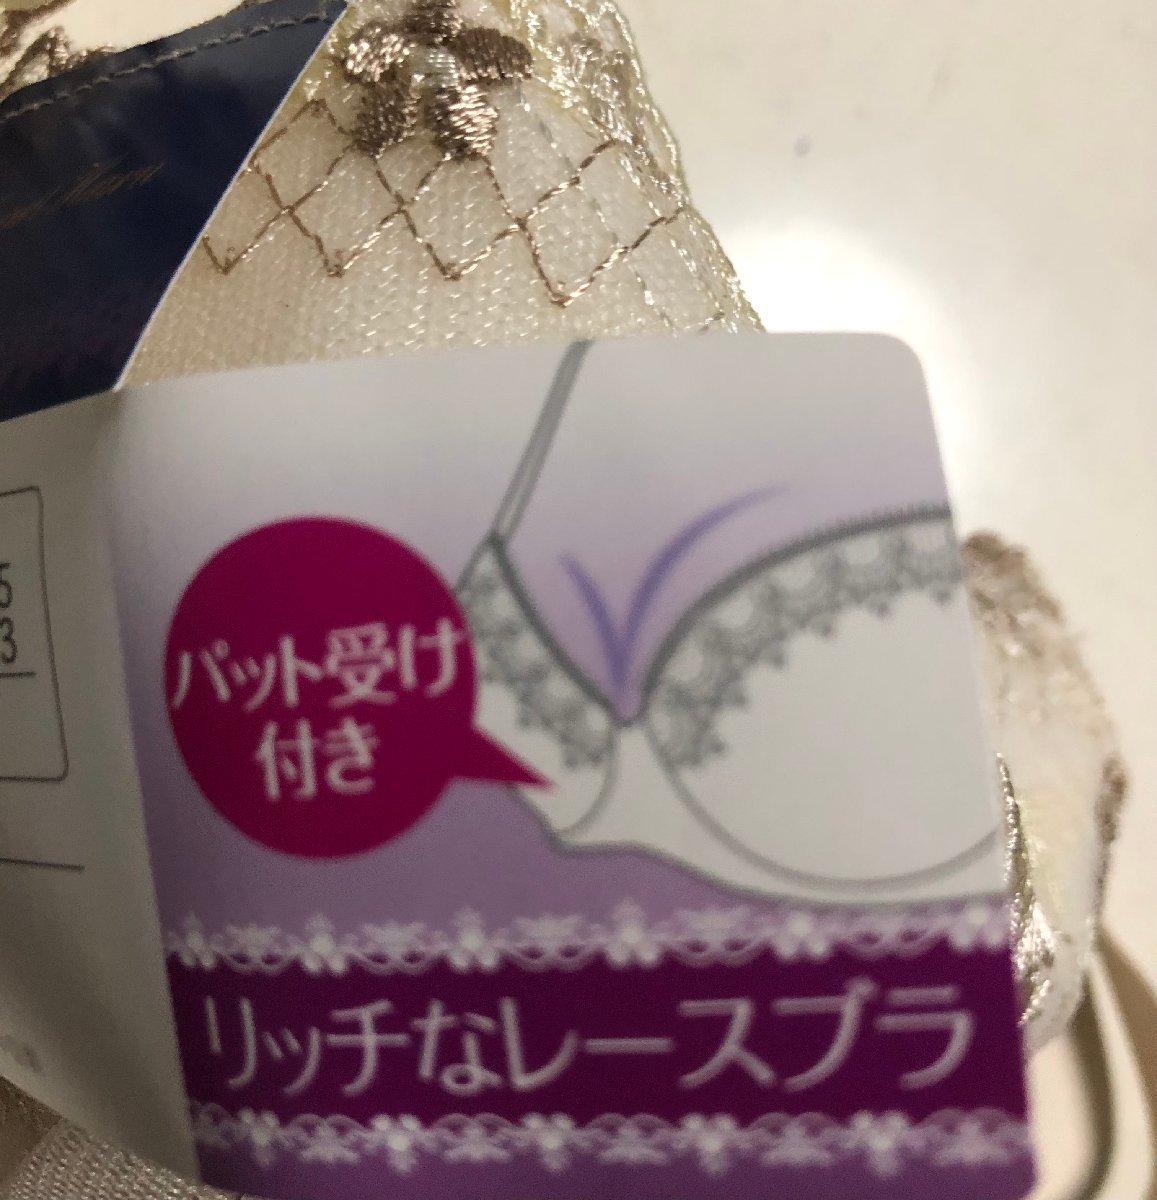 パット受け
付き
リッチなレースブラ